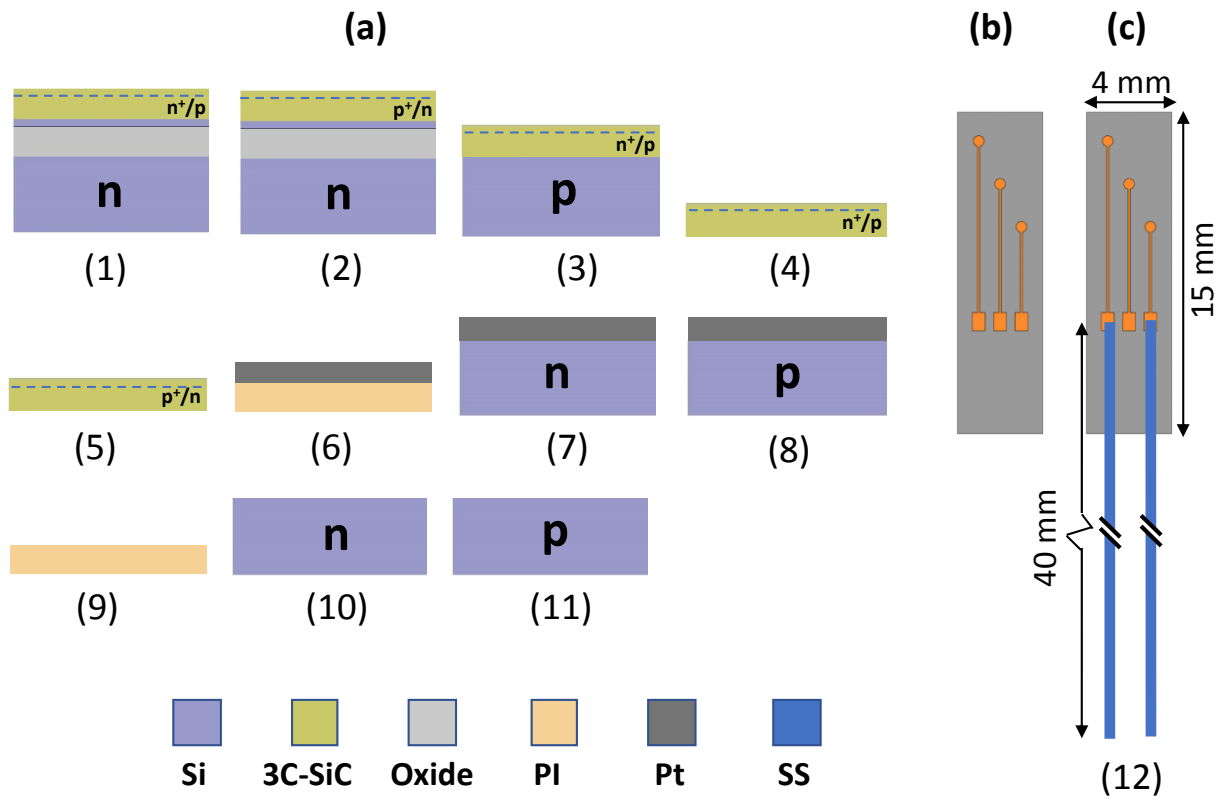 (a)
(b)
(c)
n⁺/p
p⁺/n
n⁺/p
n⁺/p
n
n
p
(1)
(2)
(3)
(4)
4 mm
15 mm
p⁺/n
n
p
(5)
(6)
(7)
(8)
n
p
(9)
(10)
(11)
40 mm
Si
3C-SiC
Oxide
PI
Pt
SS
(12)